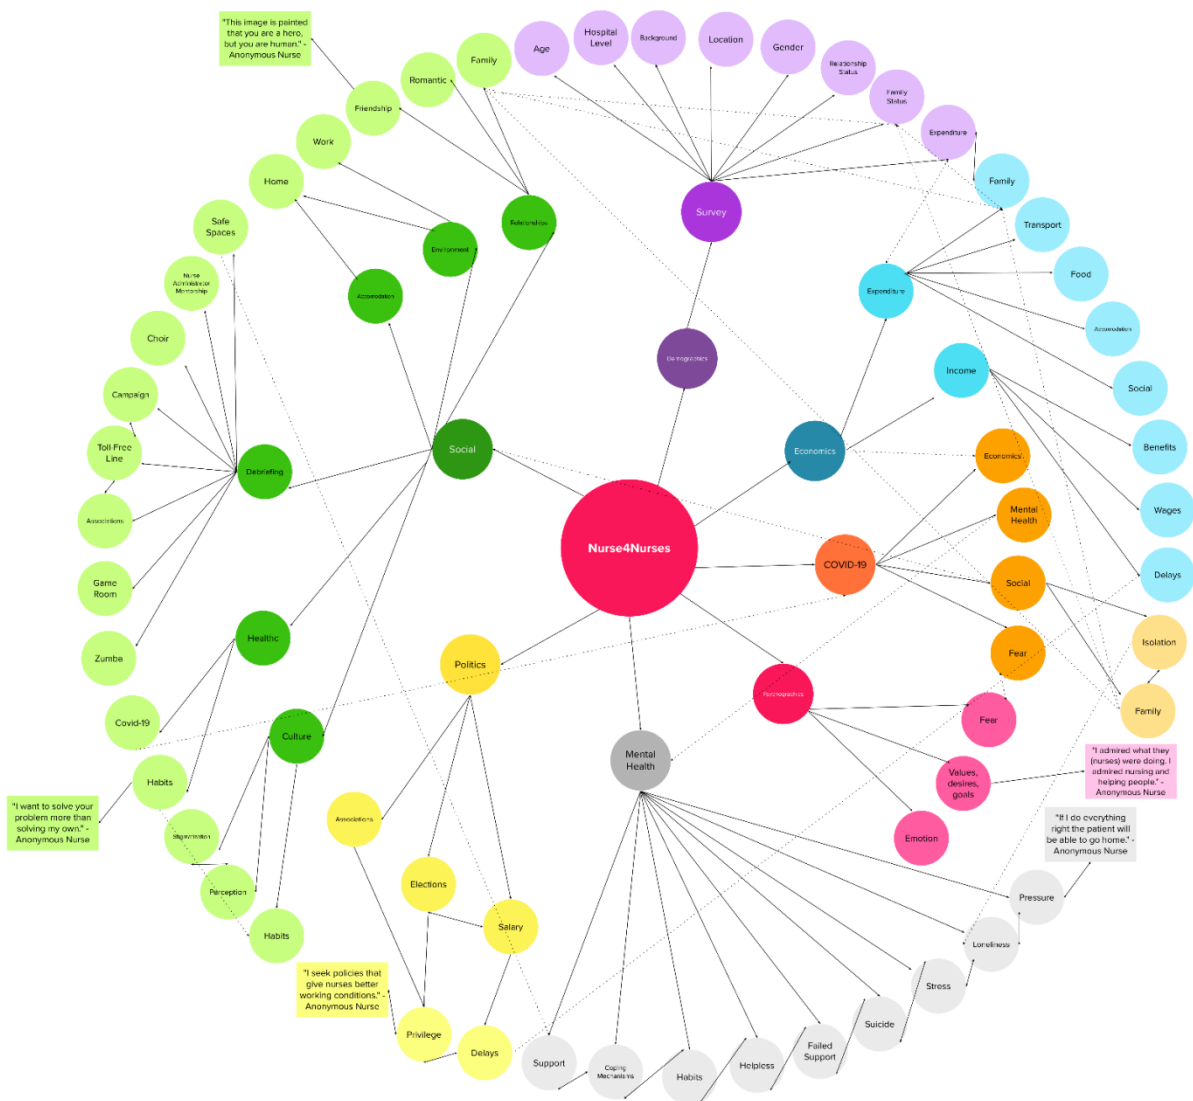 "This image is painted
that you are a hero,
but you are human." -
Anonymous Nurse
Family
Romantic
Friendship
Work
Home
Safe
Spaces
Nurse
Administrator
Mentorship
Choir
Campaign
Toll-Free
Line
Associations
Game
Room
Zumba
Covid-19
Habits
Stigmatization
Perception
Habits
"I want to solve your
problem more than
solving my own." -
Anonymous Nurse
Relationships
Environment
Accomodation
Social
Debriefing
Healthc
Culture
Age
Hospital
Level
Background
Location
Gender
Relationship
Status
Family
Status
Expenditure
Survey
Demographics
Family
Transport
Food
Accomodation
Social
Benefits
Wages
Delays
Expenditure
Income
Economics
Nurse4Nurses
COVID-19
Economics
Mental
Health
Social
Fear
Isolation
Family
Psychographics
Fear
Values,
desires,
goals
Emotion
"I admired what they
(nurses) were doing. I
admired nursing and
helping people." -
Anonymous Nurse
"If I do everything
right the patient will
be able to go home." -
Anonymous Nurse
Mental
Health
Pressure
Loneliness
Stress
Suicide
Failed
Support
Helpless
Habits
Coping
Mechanisms
Support
Politics
Associations
Elections
Salary
Privilege
Delays
"I seek policies that
give nurses better
working conditions." -
Anonymous Nurse